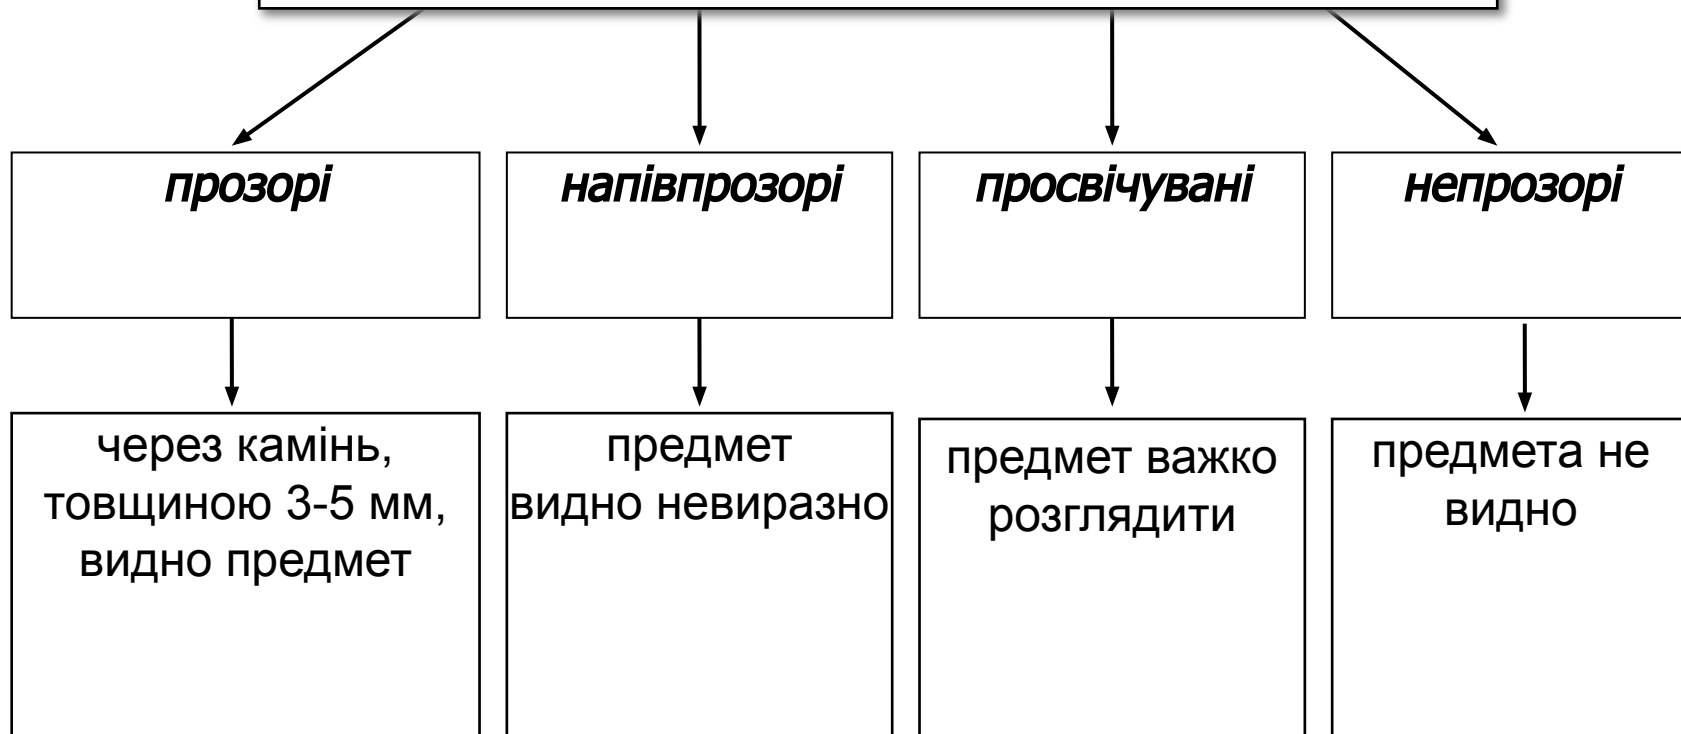 прозорі
напівпрозорі
просвічувані
непрозорі
через камінь,
товщиною 3-5 мм,
видно предмет
предмет
видно невиразно
предмет важко
розглядити
предмета не
видно